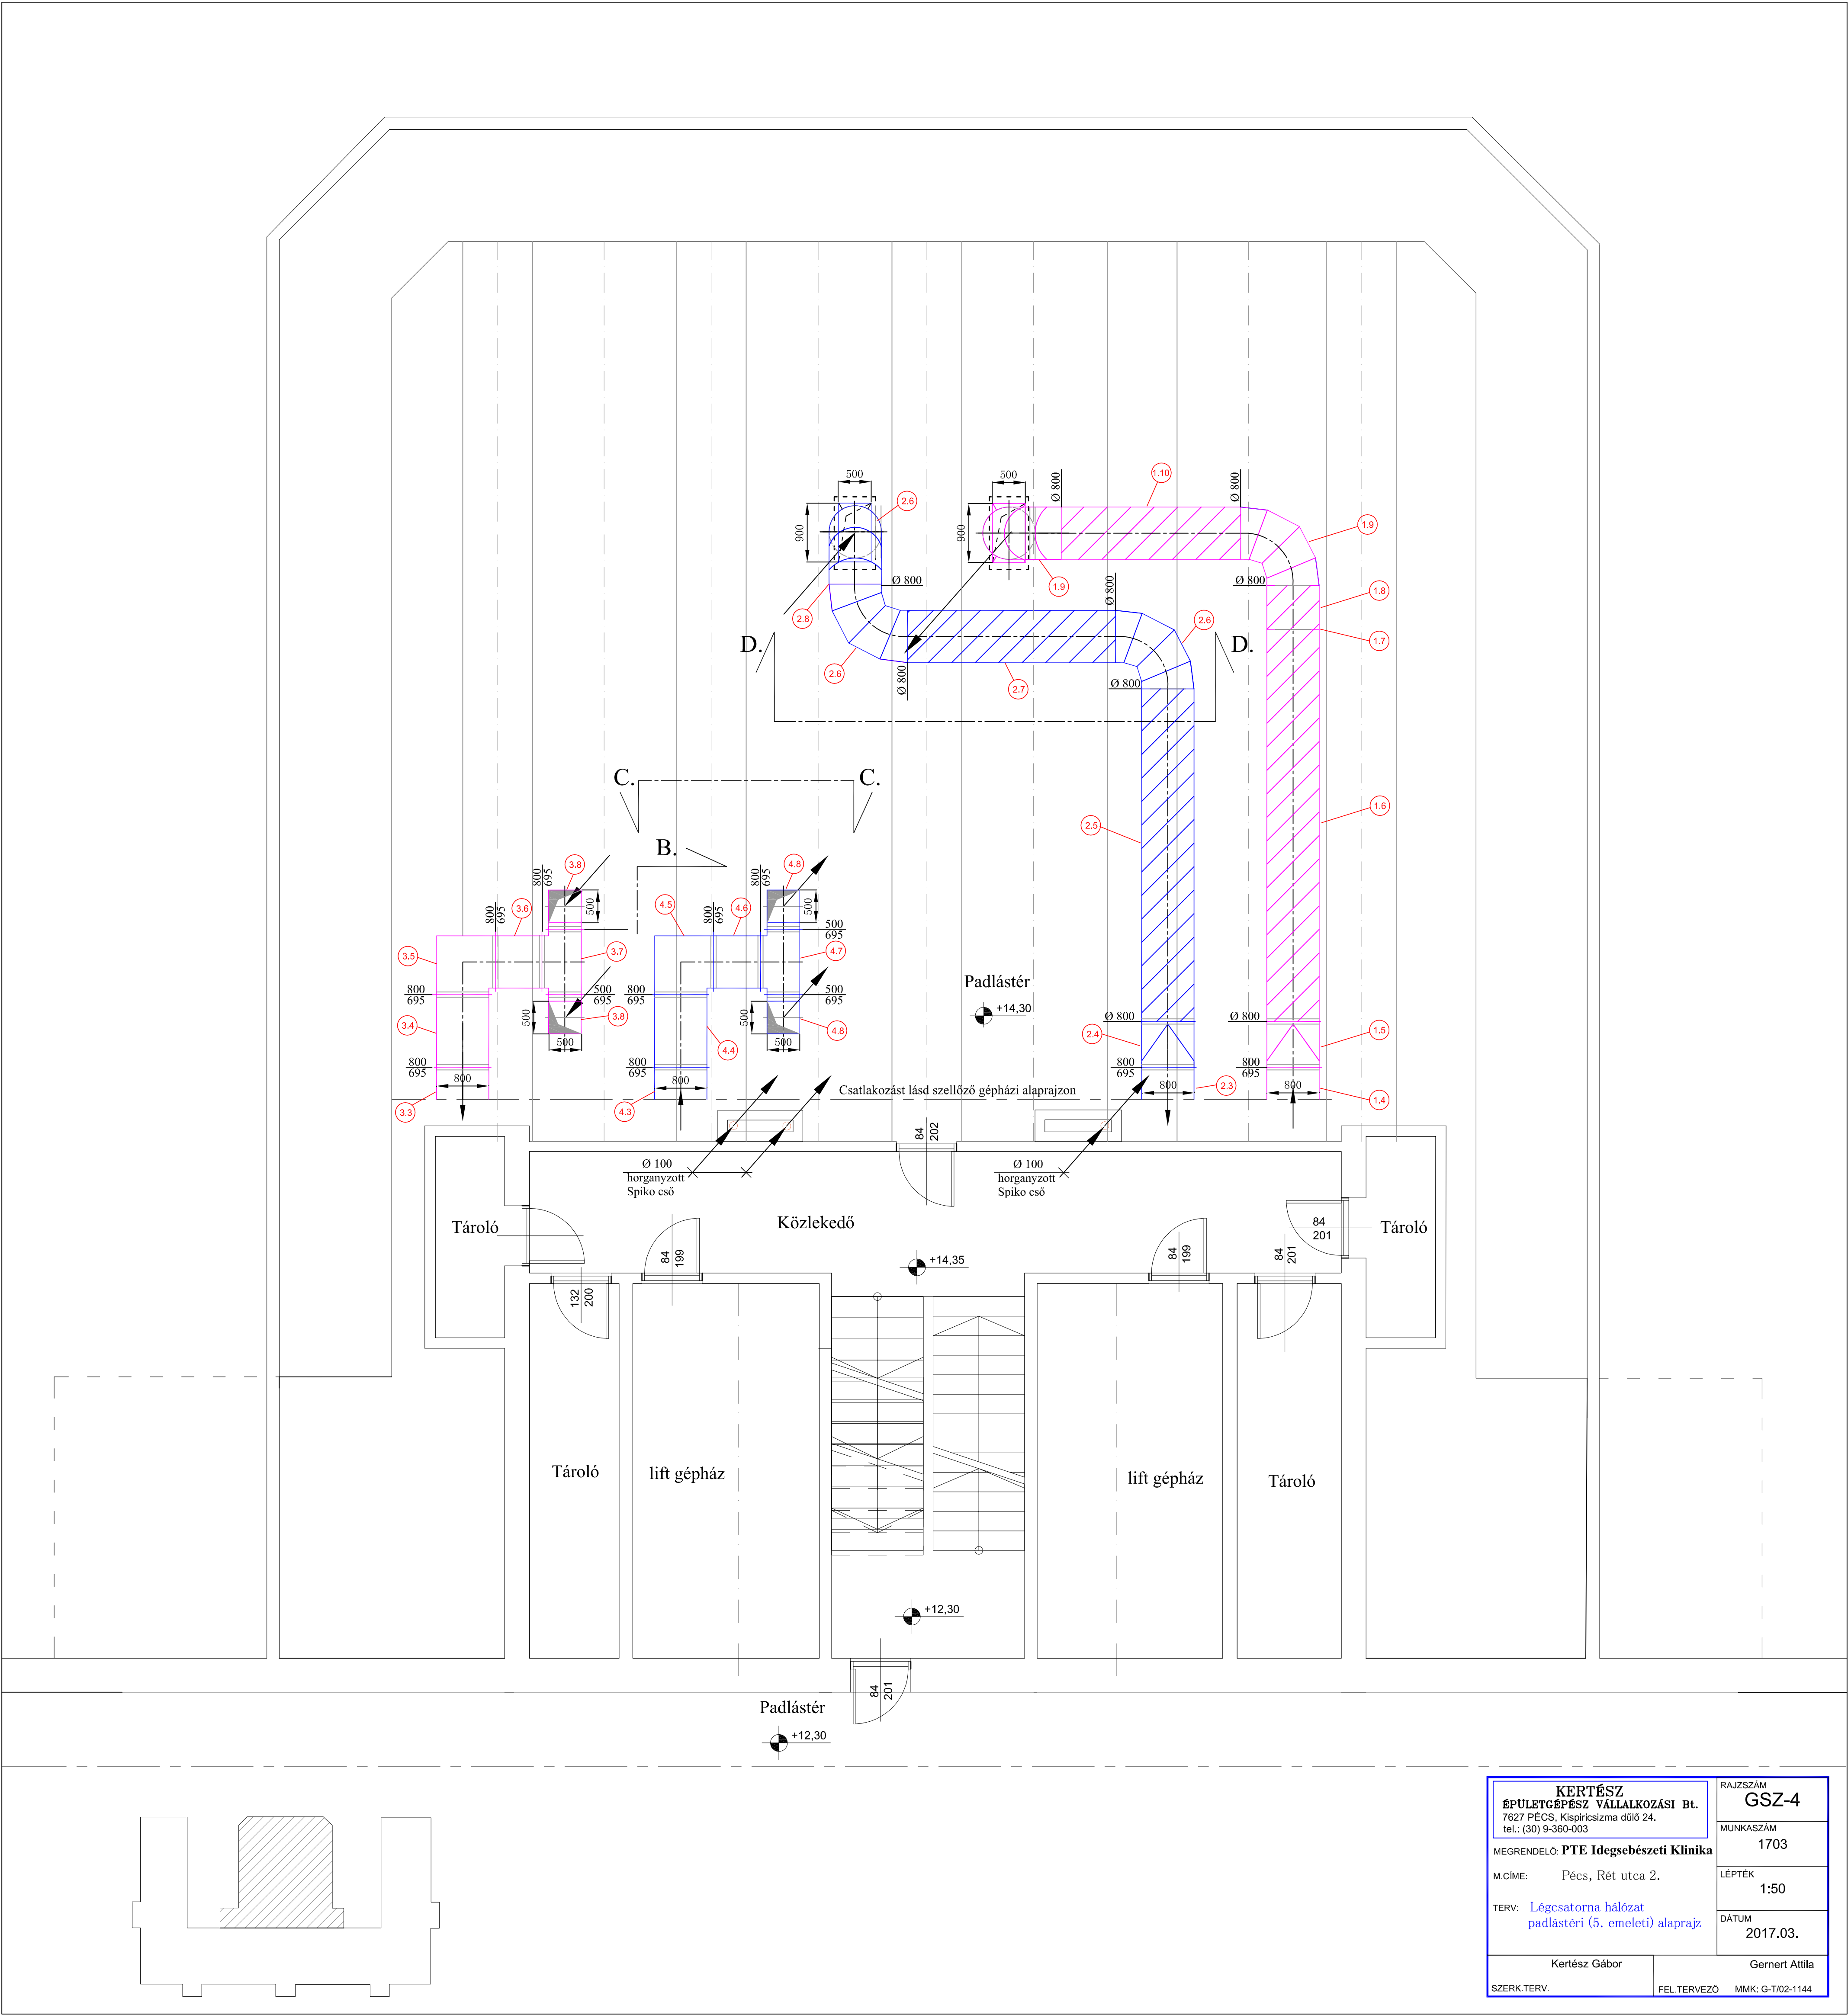 500
500
1.10
Ø 800
Ø 800
2.6
1.9
900
900
Ø 800
1.9
Ø 800
Ø 800
1.8
2.8
2.6
1.7
D.
D.
2.6
Ø 800
2.7
Ø 800
C.
C.
1.6
2.5
B.
3.8
4.8
800
695
800
695
500
500
3.6
800
695
4.5
800
695
4.6
500
695
3.5
3.7
4.7
Padlástér
+14,30
800
695
500
695
800
695
500
695
3.4
500
3.8
500
4.8
Ø 800
Ø 800
2.4
1.5
500
4.4
500
800
695
800
800
695
800
800
695
800
2.3
800
695
800
1.4
3.3
4.3
Csatlakozást lásd szellőző gépházi alaprajzon
84
202
Ø 100
horganyzott
Spiko cső
Ø 100
horganyzott
Spiko cső
Tároló
Közlekedő
84
201
Tároló
84
199
84
199
84
201
+14,35
132
200
Tároló
lift gépház
lift gépház
Tároló
+12,30
84
201
Padlástér
+12,30
KERTÉSZ
ÉPÜLETGÉPÉSZ VÁLLALKOZÁSI Bt.
7627 PÉCS, Kispiricsizma dűlő 24.
tel.: (30) 9-360-003
RAJZSZÁM
GSZ-4
MUNKASZÁM
1703
MEGRENDELŐ: PTE Idegsebészeti Klinika
M.CÍME: Pécs, Rét utca 2.
LÉPTÉK
1:50
TERV: Légcsatorna hálózat
padlástéri (5. emeleti) alaprajz
DÁTUM
2017.03.
Kertész Gábor
SZERK.TERV.
Gernert Attila
FEL.TERVEZŐ MMK: G-T/02-1144